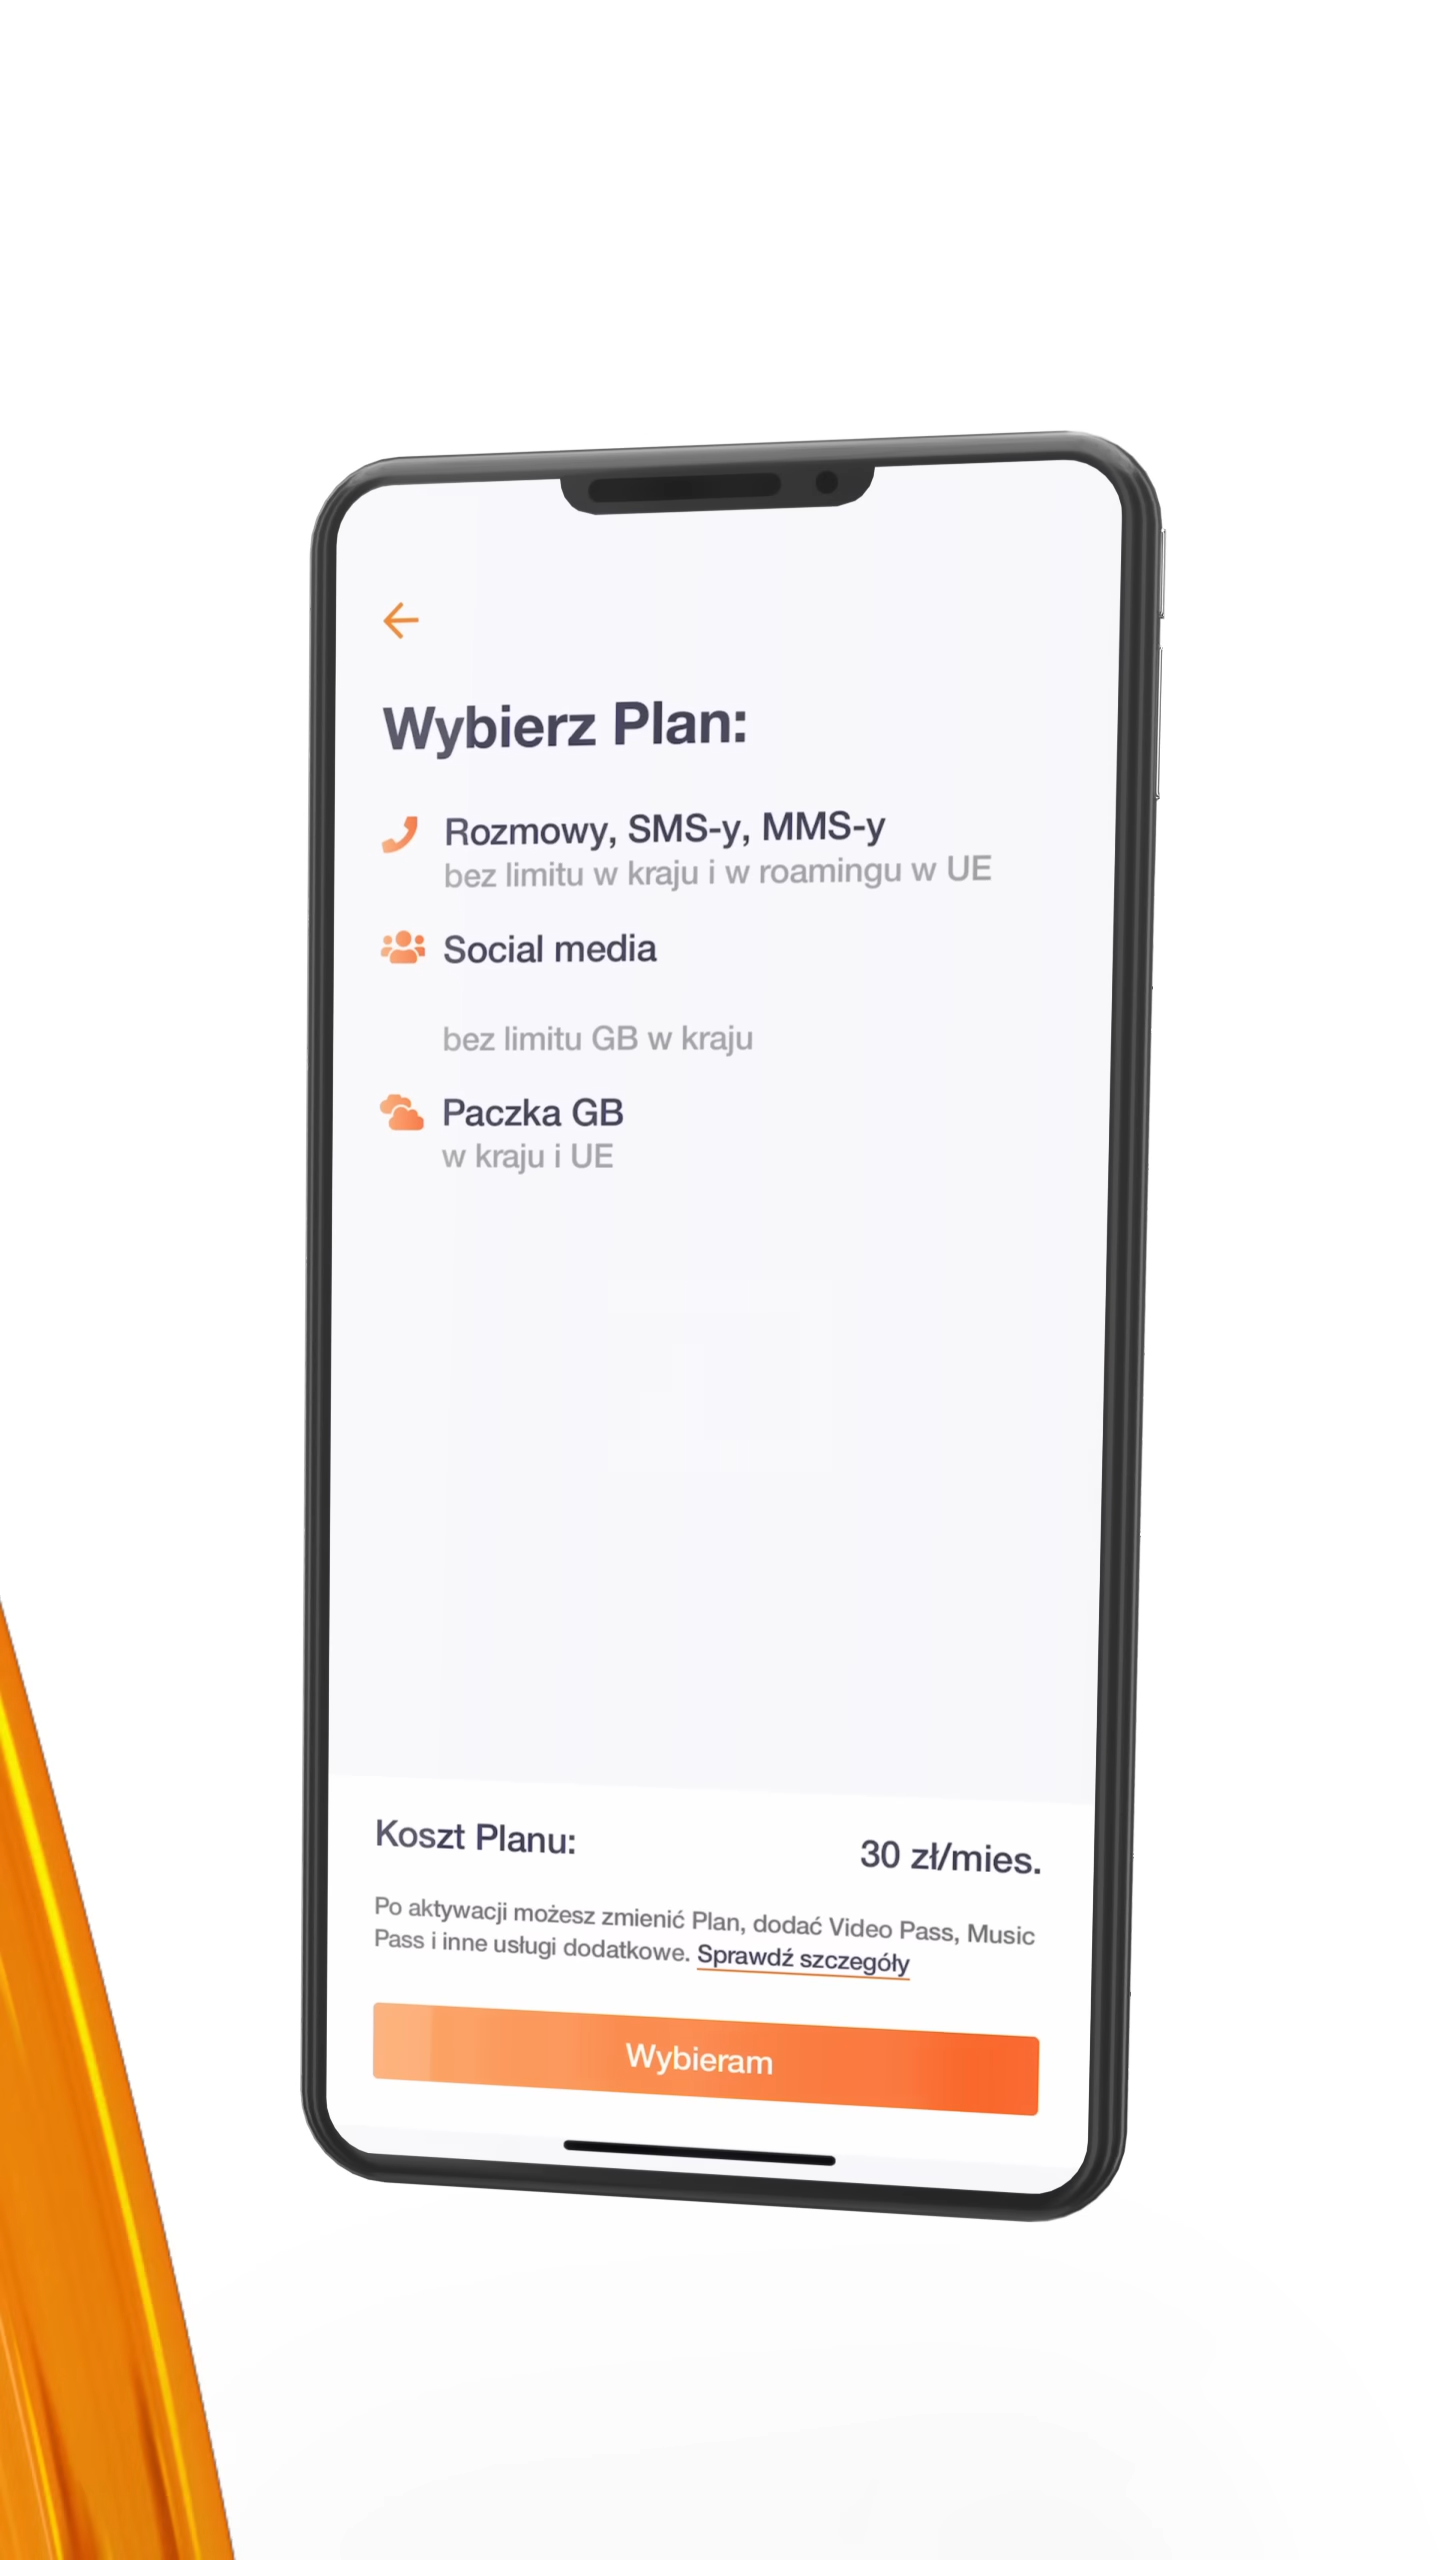 Wybierz Plan:
Rozmowy, SMS-y, MMS-y
bez limitu w kraju i w roamingu w UE
Social media
bez limitu GB w kraju
Paczka GB
w kraju i UE
Koszt Planu:
30 zł/mies.
Po aktywacji możesz zmienić Plan, dodać Video Pass, Music
Pass i inne usługi dodatkowe. Sprawdź szczegóły
Wybieram